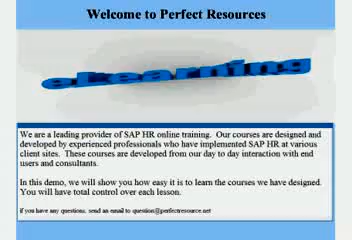 Welcome to Perfect Resources
eLearning
We are a leading provider of SAP HR online training. Our courses are designed and
developed by experienced professionals who have implemented SAP HR at various
client sites. These courses are developed from our day to day interaction with end
users and consultants.
In this demo, we will show you how easy it is to learn the courses we have designed.
You will have total control over each lesson.
if you have any questions, send an email to question@perfectresource.net